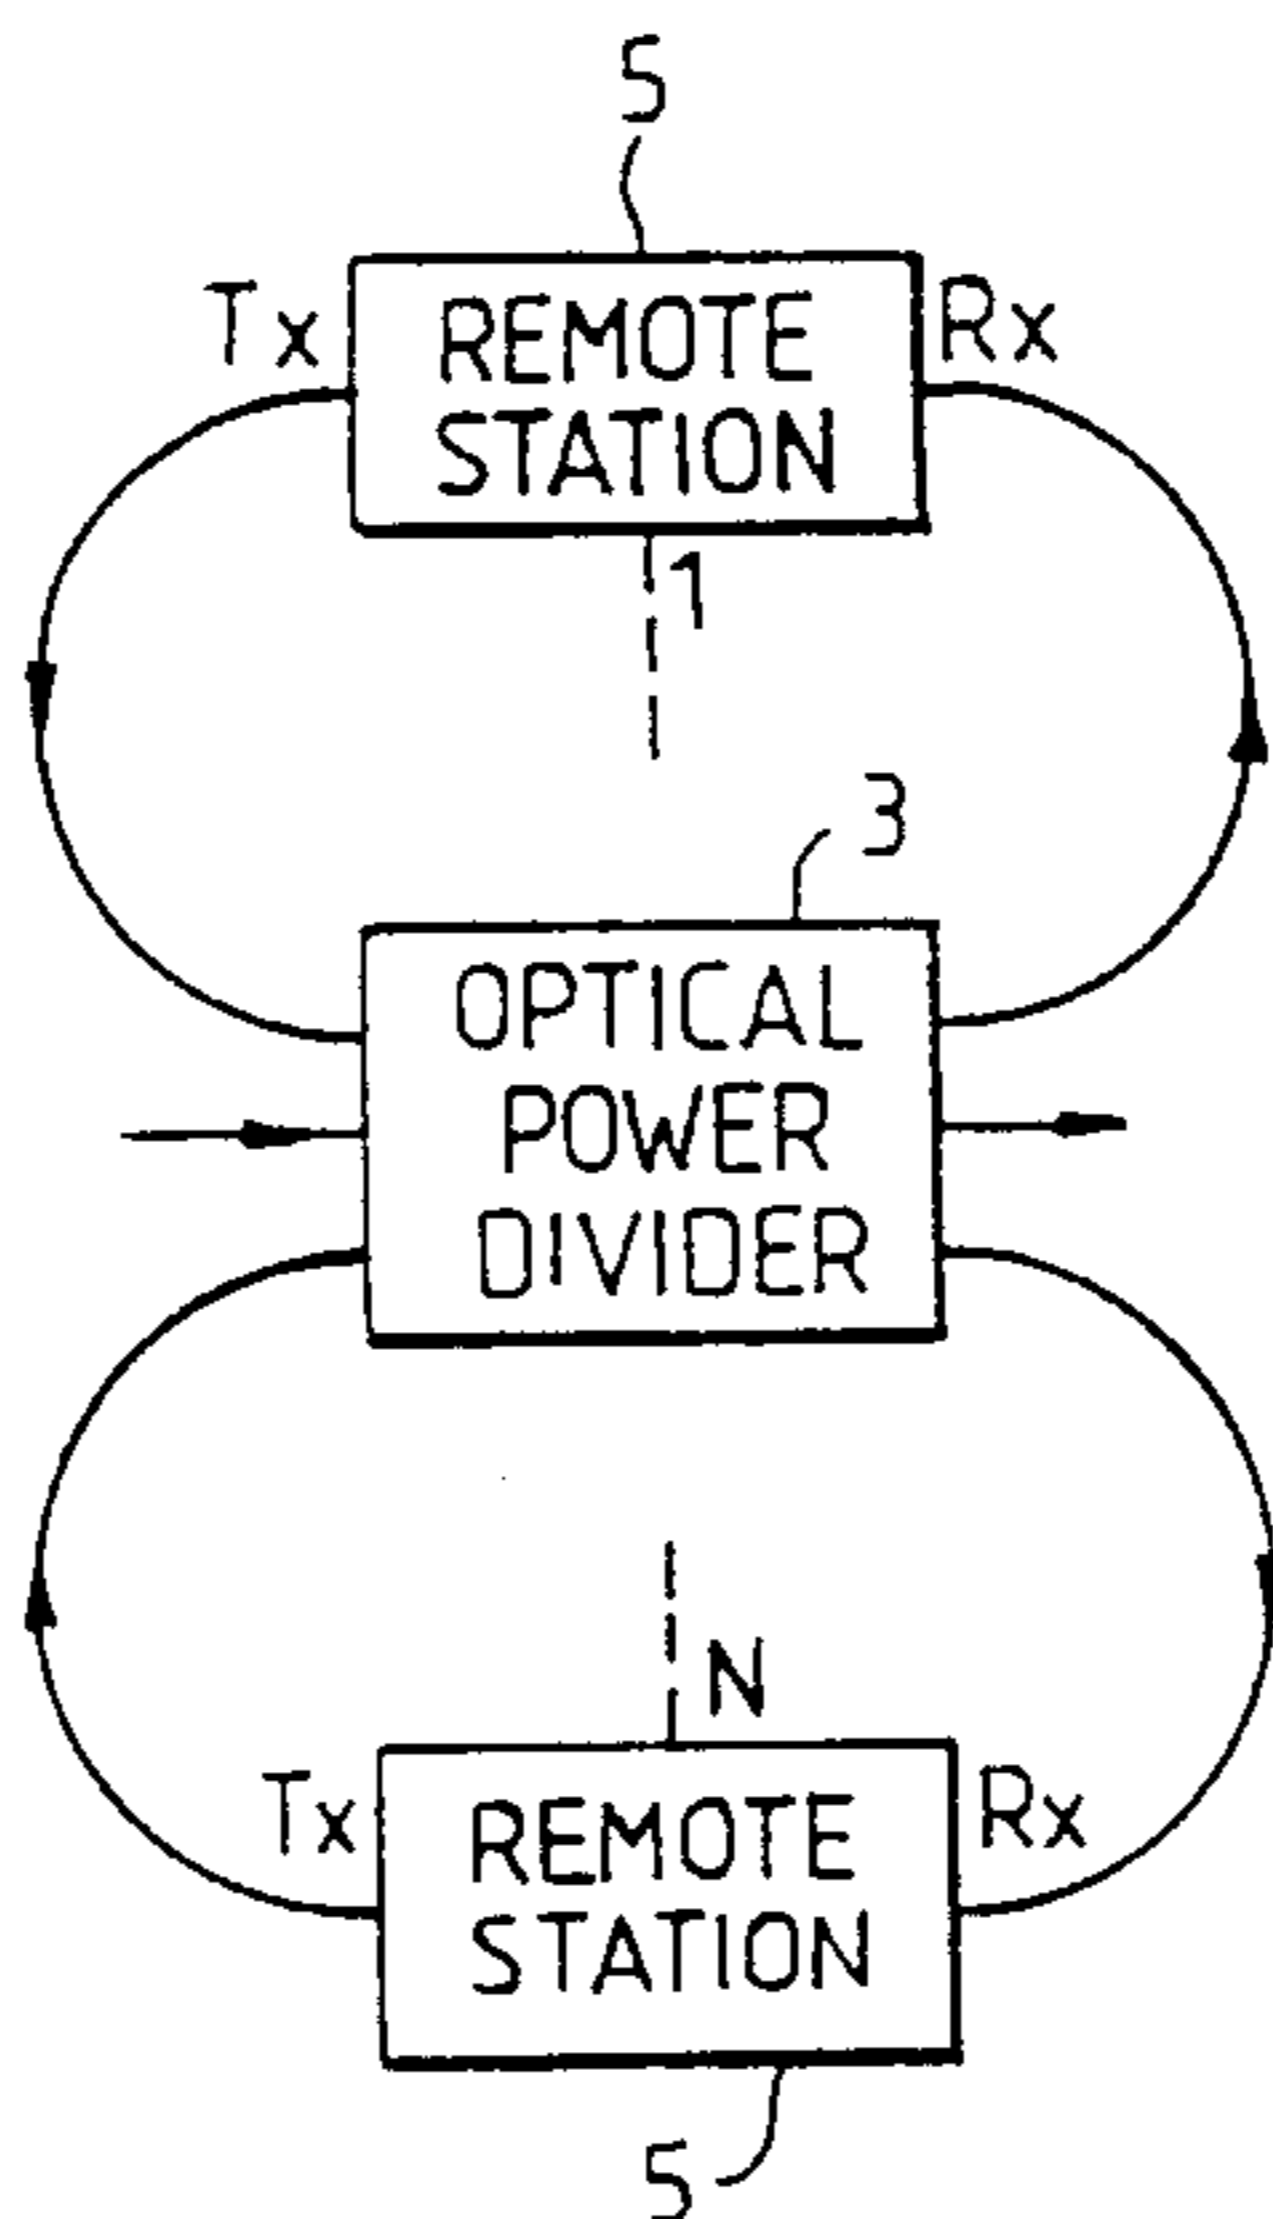 5
Tx
REMOTE
STATION
Rx
1
3
OPTICAL
POWER
DIVIDER
N
Tx
REMOTE
STATION
Rx
5